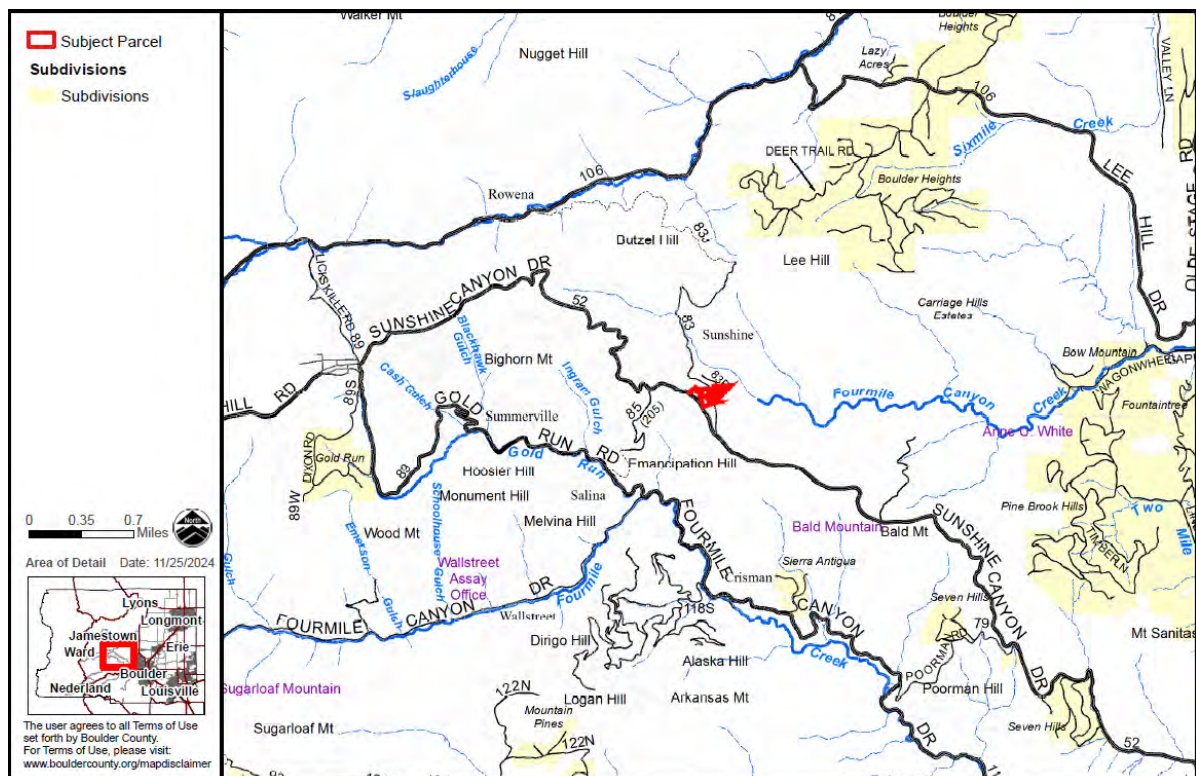 Subject Parcel
Subdivisions
Subdivisions
0 0.35 0.7
Miles
North
Area of Detail Date: 11/25/2024
Lyons
Longmont
Jamestown
Ward
Erie
Boulder
Nederland
Louisville
The user agrees to all Terms of Use
set forth by Boulder County.
For Terms of Use, please visit:
www.bouldercounty.org/mapdisclaimer
Walker Mt
Nugget Hill
Slaughterhouse
Boulder
Heights
Lazy
Acres
VALLEY LN
106
Creek
Sixmile
DEER TRAIL RD
LEE
HILL
DR
Boulder Heights
106
Rowena
83J
Butzel Hill
Lee Hill
LICKSKILLET RD
89
SUNSHINE
CANYON
DR
52
83
Sunshine
Carriage Hills
Estates
Blackhawk
Gulch
Bighorn Mt
Bow Mountain
Cash Gulch
Ingram Gulch
HILL
RD
89S
GOLD
RUN
RD
Summerville
85
(205)
Fourmile
Canyon
Creek
Fountaintree
Anne U. White
Gold Run
DIXON RD
89
89W
Hoosier Hill
Gold
Run
Emancipation Hill
Monument Hill
Salina
Schoolhouse Gulch
Pine Brook Hills
Two
Mile
Wood Mt
Melvina Hill
FOURMILE
Bald Mountain
Bald Mt
SUNSHINE
CANYON
DR
TIMBER LN
Emerson
Gulch
Wallstreet
Assay
Office
Sierra Antigua
Crisman
Gulch
DR
Fourmile
CANYON
Seven Hills
FOURMILE
CANYON
Wallstreet
118S
79
Mt Sanitas
Dirigo Hill
Creek
POORMAN RD
Alaska Hill
Poorman Hill
Sugarloaf Mountain
122N
Logan Hill
Arkansas Mt
Sugarloaf Mt
Mountain
Pines
122N
DR
Seven Hills
52